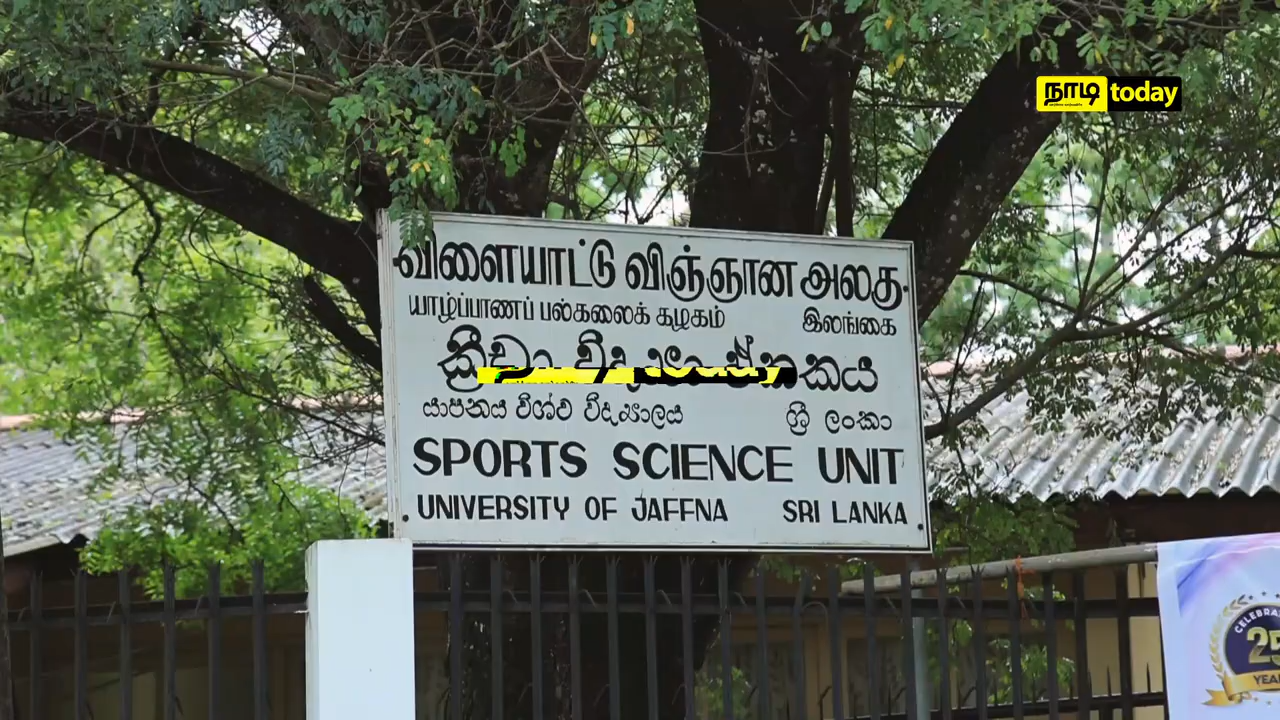 நாடி today
விளையாட்டு விஞ்ஞான அலகு
யாழ்ப்பாணப் பல்கலைக் கழகம் இலங்கை
ක්‍රීඩා
යාපනය විශ්ව විද්‍යාලය ශ්‍රී ලංකා
SPORTS SCIENCE UNIT
UNIVERSITY OF JAFFNA SRI LANKA
25